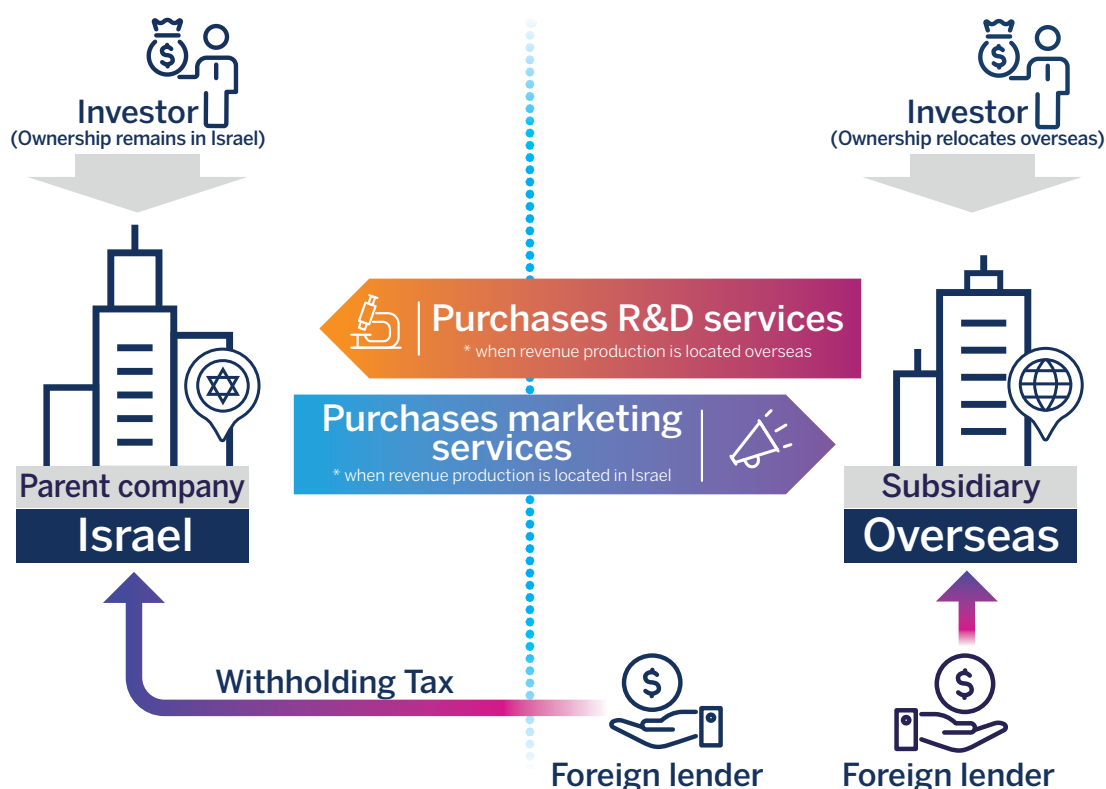 Investor
(Ownership remains in Israel)
Investor
(Ownership relocates overseas)
Purchases R&D services
* when revenue production is located overseas
Purchases marketing
services
* when revenue production is located in Israel
Parent company
Israel
Subsidiary
Overseas
Withholding Tax
Foreign lender
Foreign lender